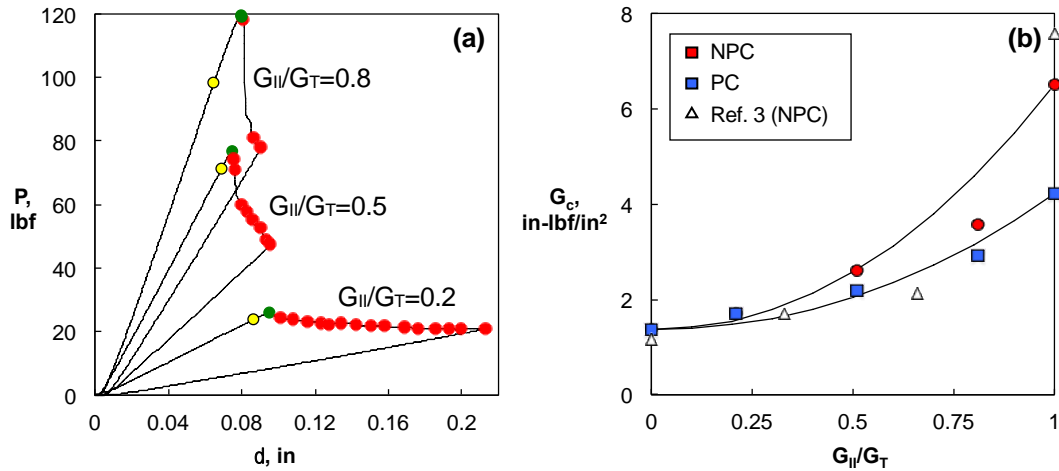 120
100
80
60
40
20
0
P,
lbf
(a)
GII/GT=0.8
GII/GT=0.5
GII/GT=0.2
0
0.04
0.08
0.12
0.16
0.2
d, in
8
6
4
2
0
Gc,
in-lbf/in2
(b)
NPC
PC
Ref. 3 (NPC)
0
0.25
0.5
0.75
1
GII/GT